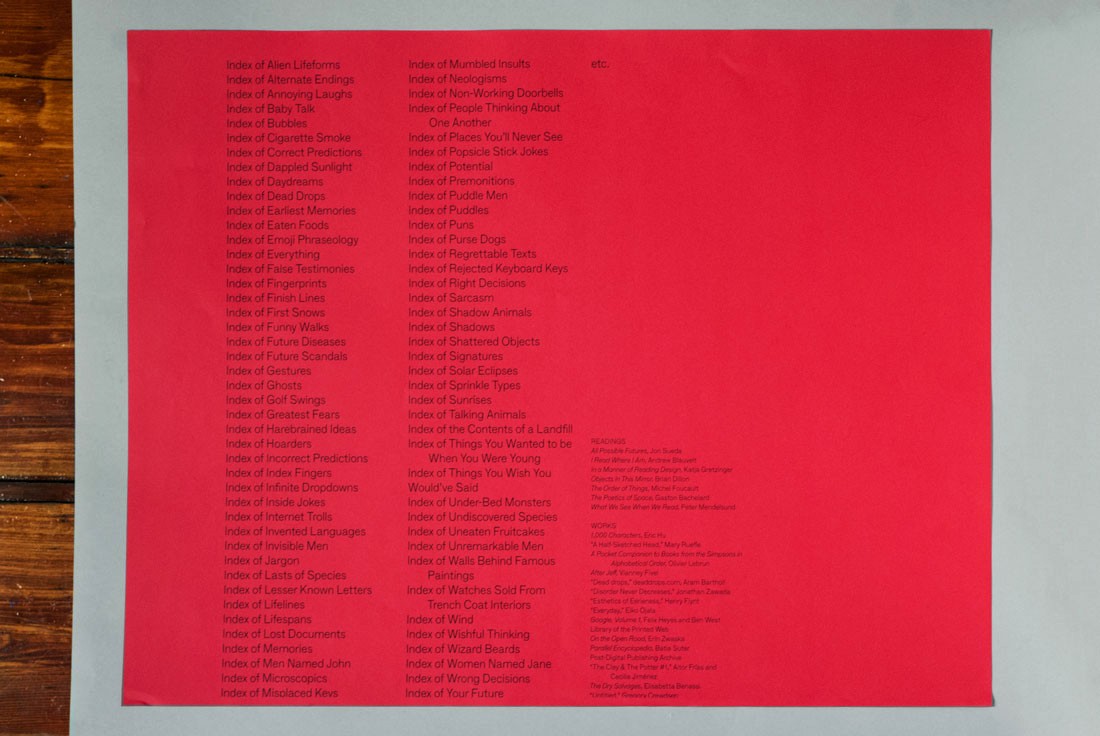 Index of Alien Lifeforms
Index of Alternate Endings
Index of Annoying Laughs
Index of Baby Talk
Index of Bubbles
Index of Cigarette Smoke
Index of Correct Predictions
Index of Dappled Sunlight
Index of Daydreams
Index of Dead Drops
Index of Earliest Memories
Index of Eaten Foods
Index of Emoji Phraseology
Index of Everything
Index of False Testimonies
Index of Fingerprints
Index of Finish Lines
Index of First Snows
Index of Funny Walks
Index of Future Diseases
Index of Future Scandals
Index of Gestures
Index of Ghosts
Index of Golf Swings
Index of Greatest Fears
Index of Harebrained Ideas
Index of Hoarders
Index of Incorrect Predictions
Index of Index Fingers
Index of Infinite Dropdowns
Index of Inside Jokes
Index of Internet Trolls
Index of Invented Languages
Index of Invisible Men
Index of Jargon
Index of Lasts of Species
Index of Lesser Known Letters
Index of Lifelines
Index of Lifespans
Index of Lost Documents
Index of Memories
Index of Men Named John
Index of Microscopics
Index of Misplaced Keys
Index of Mumbled Insults
Index of Neologisms
Index of Non-Working Doorbells
Index of People Thinking About
One Another
Index of Places You'll Never See
Index of Popsicle Stick Jokes
Index of Potential
Index of Premonitions
Index of Puddle Men
Index of Puddles
Index of Puns
Index of Purse Dogs
Index of Regrettable Texts
Index of Rejected Keyboard Keys
Index of Right Decisions
Index of Sarcasm
Index of Shadow Animals
Index of Shadows
Index of Shattered Objects
Index of Signatures
Index of Solar Eclipses
Index of Sprinkle Types
Index of Sunrises
Index of Talking Animals
Index of the Contents of a Landfill
Index of Things You Wanted to be
When You Were Young
Index of Things You Wish You
Would've Said
Index of Under-Bed Monsters
Index of Undiscovered Species
Index of Uneaten Fruitcakes
Index of Unremarkable Men
Index of Walls Behind Famous
Paintings
Index of Watches Sold From
Trench Coat Interiors
Index of Wind
Index of Wishful Thinking
Index of Wizard Beards
Index of Women Named Jane
Index of Wrong Decisions
Index of Your Future
etc.
READINGS
All Possible Futures, Jon Sueda
I Read Where I Am, Andrew Blauvelt
In a Manner of Reading Design, Katja Gretzinger
Objects in This Mirror, Brian Dillon
The Order of Things, Michel Foucault
The Poetics of Space, Gaston Bachelard
What We See When We Read, Peter Mendelsund
WORKS
1,000 Characters, Eric Hu
"A Half-Sketched Head," Mary Ruefle
A Pocket Companion to Books from the Simpsons in
Alphabetical Order, Olivier Lebrun
After Jeff, Vianney Fivel
"Dead drops," deaddrops.com, Aram Bartholl
"Disorder Never Decreases," Jonathan Zawada
"Esthetics of Eerieness," Henry Flynt
"Everyday," Eiko Ojala
Google, Volume 1, Felix Heyes and Ben West
Library of the Printed Web
On the Open Road, Erin Zwaska
Parallel Encyclopedia, Batia Suter
Post-Digital Publishing Archive
"The Clay & The Potter #1," Aitor Frías and
Cecilia Jiménez
The Dry Salvages, Elisabetta Benassi
"Untitled," Gregory Crewdson